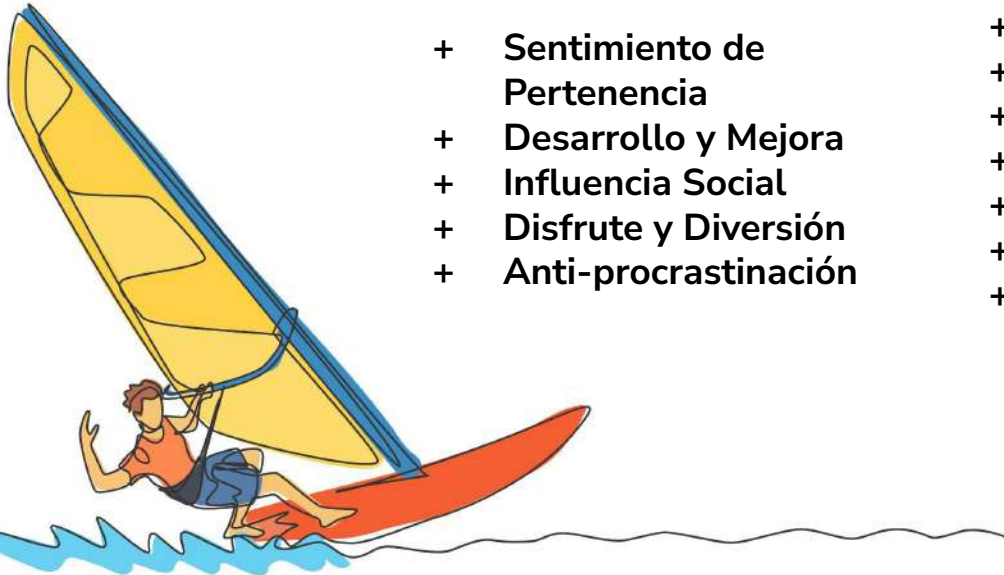 + Sentimiento de
Pertenencia
+ Desarrollo y Mejora
+ Influencia Social
+ Disfrute y Diversión
+ Anti-procrastinación
+
+
+
+
+
+
+